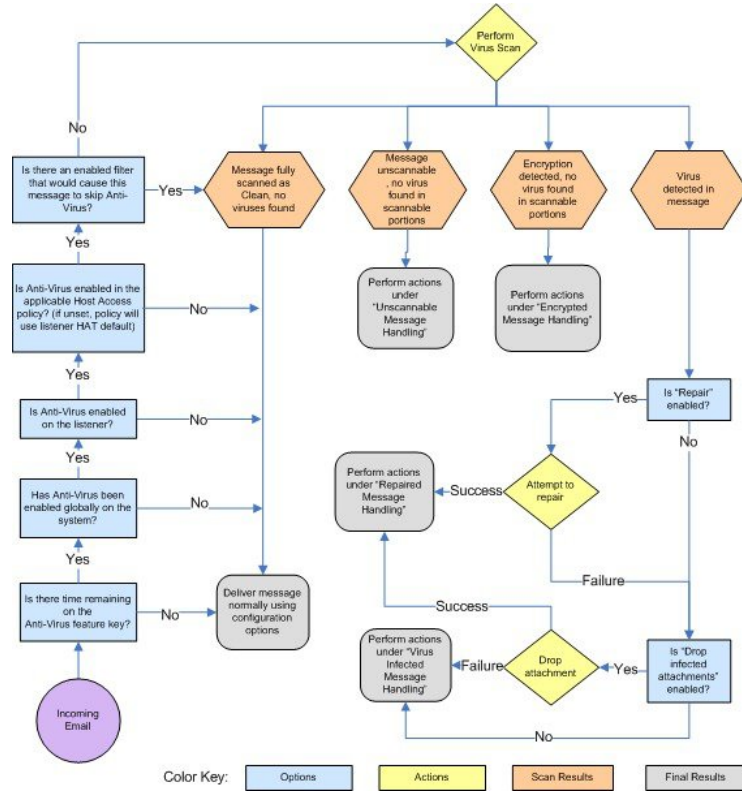 Perform
Virus Scan
No
Is there an enabled filter
that would cause this
message to skip Anti-
Virus?
Yes
Message fully
scanned as
Clean, no
viruses found
Message
unscannable
, no virus
found in
scannable
portions
Encryption
detected, no
virus found
in scannable
portions
Virus
detected in
message
Yes
Is Anti-Virus enabled in the
applicable Host Access
policy? (if unset, policy will
use listener HAT default)
No
Perform actions
under
"Unscannable
Message
Handling"
Perform actions
under "Encrypted
Message Handling"
Yes
Is Anti-Virus enabled
on the listener?
No
Is "Repair"
enabled?
Yes
No
Yes
Has Anti-Virus been
enabled globally on the
system?
No
Perform actions
under "Repaired
Message
Handling"
Success
Attempt to
repair
Failure
Yes
Is there time remaining
on the
Anti-Virus feature key?
No
Deliver message
normally using
configuration
options
Success
Perform actions
under "Virus
Infected
Message
Handling"
Failure
Drop
attachment
Yes
Is "Drop
infected
attachments"
enabled?
No
Incoming
Email
Color Key:
Options
Actions
Scan Results
Final Results